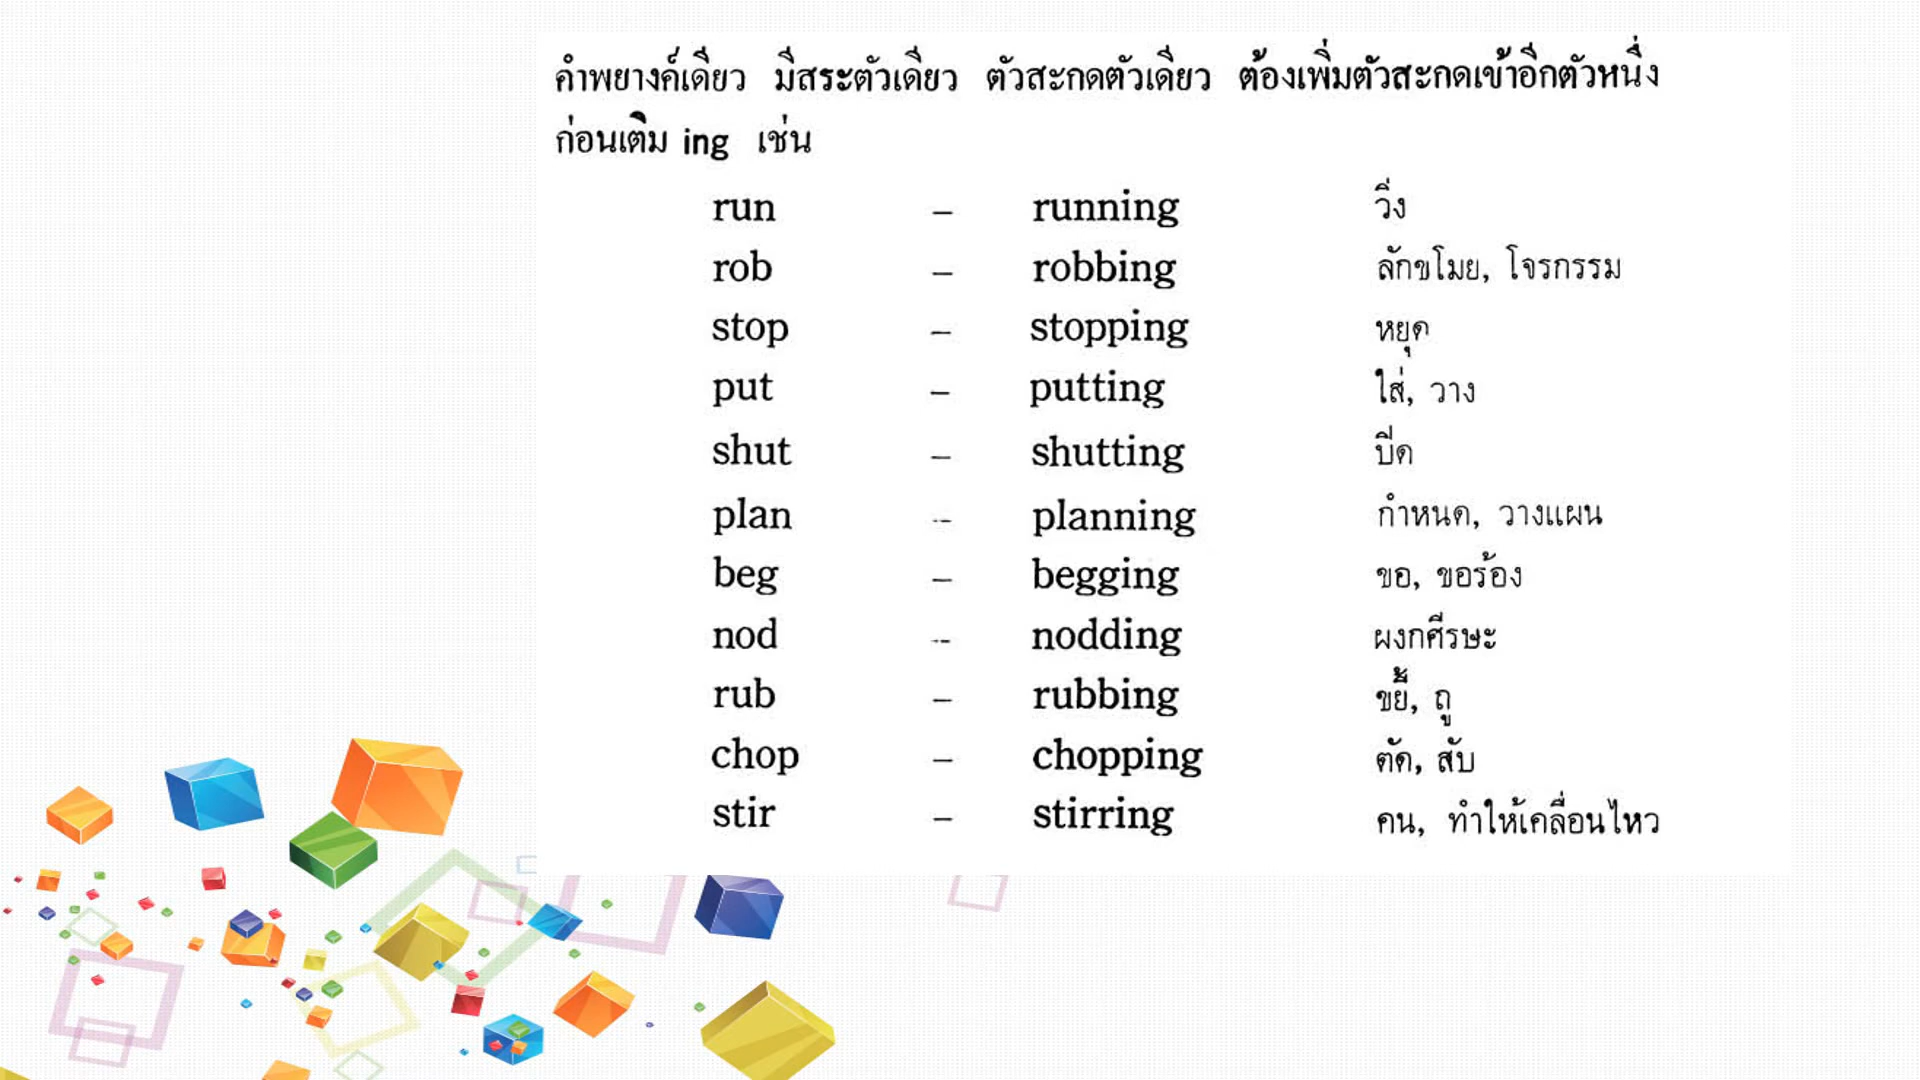 คำพยางค์เดียว มีสระตัวเดียว ตัวสะกดตัวเดียว ต้องเพิ่มตัวสะกดเข้าอีกตัวหนึ่ง
ก่อนเติม ing เช่น
run – running วิ่ง
rob – robbing ลักขโมย, โจรกรรม
stop – stopping หยุด
put – putting ใส่, วาง
shut – shutting ปิด
plan – planning กำหนด, วางแผน
beg – begging ขอ, ขอร้อง
nod – nodding ผงกศีรษะ
rub – rubbing ขยี้, ถู
chop – chopping ตัด, สับ
stir – stirring คน, ทำให้เคลื่อนไหว